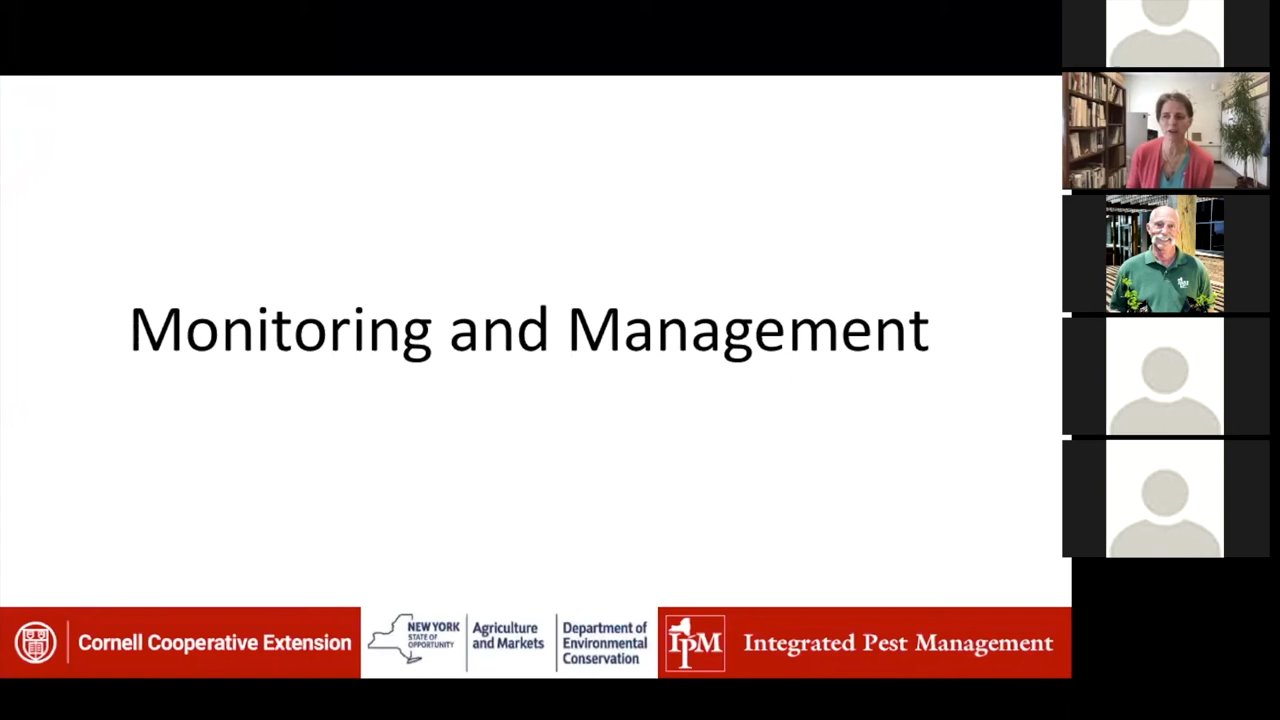 Monitoring and Management
Cornell Cooperative Extension
NEW YORK
STATE OF
OPPORTUNITY
Agriculture
and Markets
Department of
Environmental
Conservation
IPM
Integrated Pest Management